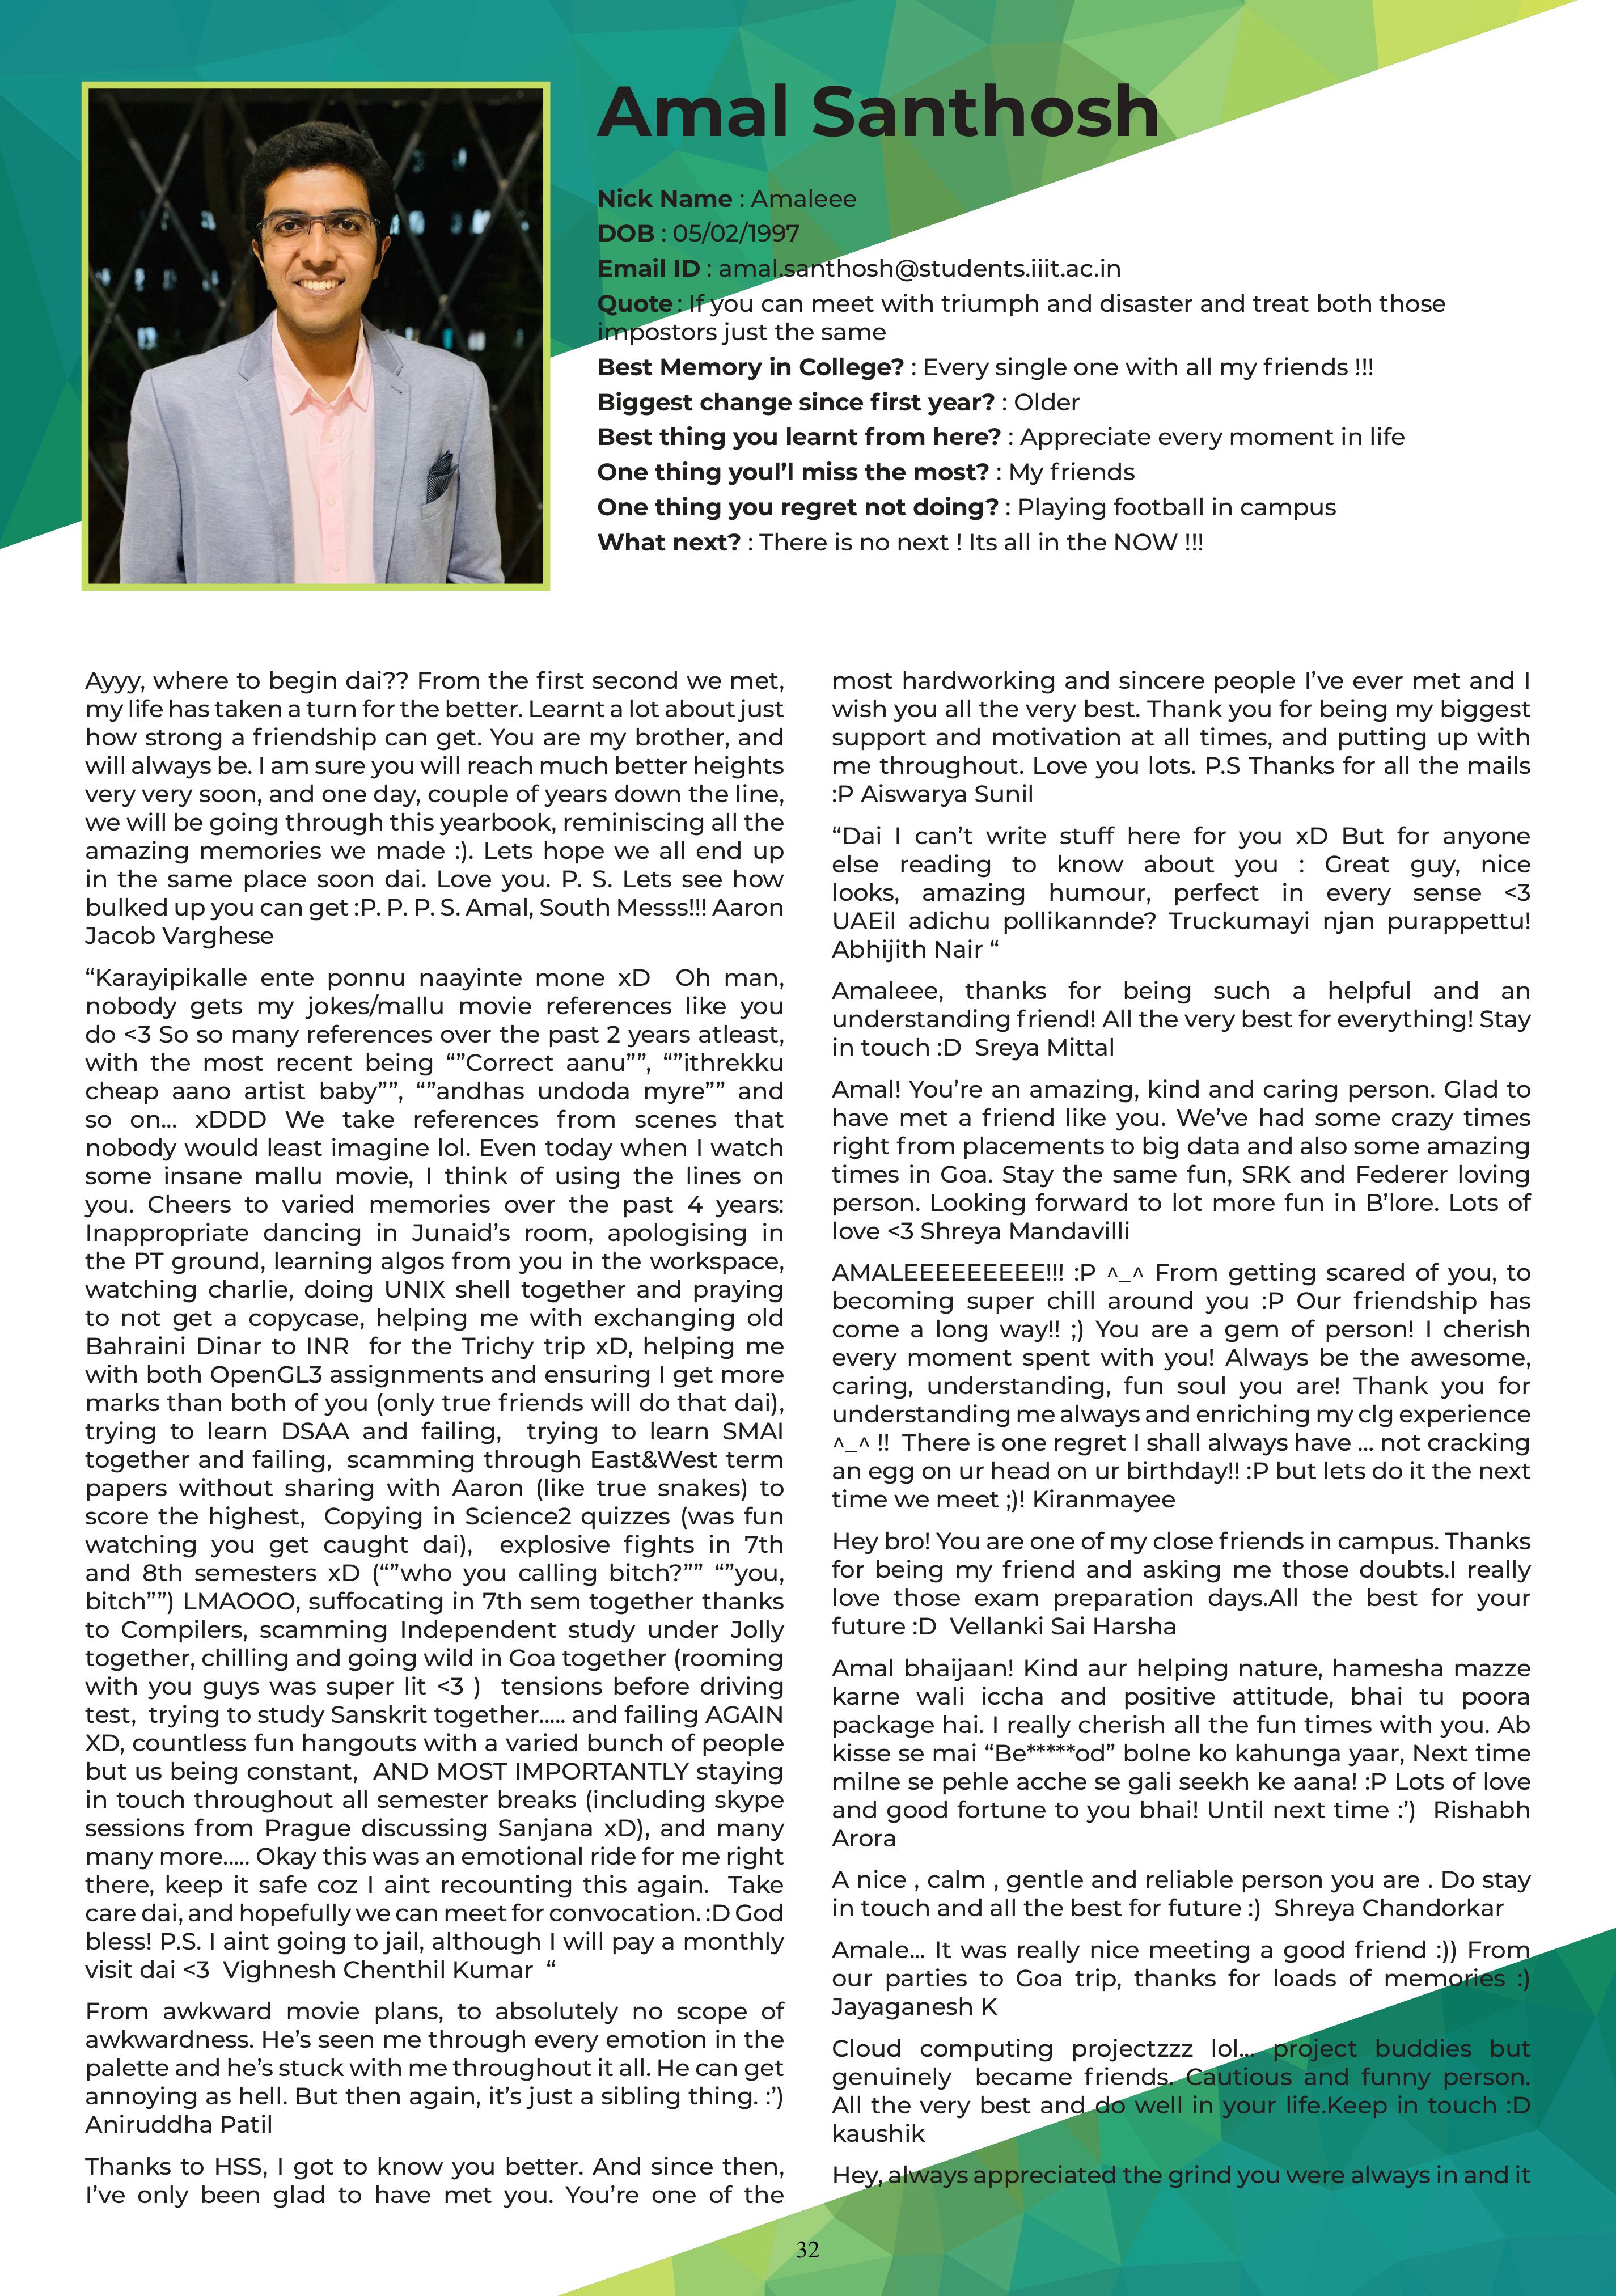 Amal Santhosh
Nick Name : Amaleee
DOB : 05/02/1997
Email ID : amal.santhosh@students.iiit.ac.in
Quote : If you can meet with triumph and disaster and treat both those
impostors just the same
Best Memory in College? : Every single one with all my friends !!!
Biggest change since first year? : Older
Best thing you learnt from here? : Appreciate every moment in life
One thing youl’l miss the most? : My friends
One thing you regret not doing? : Playing football in campus
What next? : There is no next ! Its all in the NOW !!!
Ayyy, where to begin dai?? From the first second we met,
my life has taken a turn for the better. Learnt a lot about just
how strong a friendship can get. You are my brother, and
will always be. I am sure you will reach much better heights
very very soon, and one day, couple of years down the line,
we will be going through this yearbook, reminiscing all the
amazing memories we made :). Lets hope we all end up
in the same place soon dai. Love you. P. S. Lets see how
bulked up you can get :P. P. P. S. Amal, South Messs!!! Aaron
Jacob Varghese
“Karayipikalle ente ponnu naayinte mone xD  Oh man,
nobody gets my jokes/mallu movie references like you
do <3 So so many references over the past 2 years atleast,
with the most recent being “”Correct aanu””, “”ithrekku
cheap aano artist baby””, “”andhas undoda myre”” and
so on... xDDD We take references from scenes that
nobody would least imagine lol. Even today when I watch
some insane mallu movie, I think of using the lines on
you. Cheers to varied memories over the past 4 years:
Inappropriate dancing in Junaid’s room, apologising in
the PT ground, learning algos from you in the workspace,
watching charlie, doing UNIX shell together and praying
to not get a copycase, helping me with exchanging old
Bahraini Dinar to INR  for the Trichy trip xD, helping me
with both OpenGL3 assignments and ensuring I get more
marks than both of you (only true friends will do that dai),
trying to learn DSAA and failing,  trying to learn SMAI
together and failing,  scamming through East&West term
papers without sharing with Aaron (like true snakes) to
score the highest,  Copying in Science2 quizzes (was fun
watching you get caught dai),  explosive fights in 7th
and 8th semesters xD (“”who you calling bitch?”” “”you,
bitch””) LMAOOO, suffocating in 7th sem together thanks
to Compilers, scamming Independent study under Jolly
together, chilling and going wild in Goa together (rooming
with you guys was super lit <3 )  tensions before driving
test,  trying to study Sanskrit together..... and failing AGAIN
XD, countless fun hangouts with a varied bunch of people
but us being constant,  AND MOST IMPORTANTLY staying
in touch throughout all semester breaks (including skype
sessions from Prague discussing Sanjana xD), and many
many more..... Okay this was an emotional ride for me right
there, keep it safe coz I aint recounting this again.  Take
care dai, and hopefully we can meet for convocation. :D God
bless! P.S. I aint going to jail, although I will pay a monthly
visit dai <3  Vighnesh Chenthil Kumar  “
From awkward movie plans, to absolutely no scope of
awkwardness. He’s seen me through every emotion in the
palette and he’s stuck with me throughout it all. He can get
annoying as hell. But then again, it’s just a sibling thing. :’)
Aniruddha Patil
Thanks to HSS, I got to know you better. And since then,
I’ve only been glad to have met you. You’re one of the
most hardworking and sincere people I’ve ever met and I
wish you all the very best. Thank you for being my biggest
support and motivation at all times, and putting up with
me throughout. Love you lots. P.S Thanks for all the mails
:P Aiswarya Sunil
“Dai I can’t write stuff here for you xD But for anyone
else reading to know about you : Great guy, nice
looks, amazing humour, perfect in every sense <3
UAEil adichu pollikannde? Truckumayi njan purappettu!
Abhijith Nair “
Amaleee, thanks for being such a helpful and an
understanding friend! All the very best for everything! Stay
in touch :D  Sreya Mittal
Amal! You’re an amazing, kind and caring person. Glad to
have met a friend like you. We’ve had some crazy times
right from placements to big data and also some amazing
times in Goa. Stay the same fun, SRK and Federer loving
person. Looking forward to lot more fun in B’lore. Lots of
love <3 Shreya Mandavilli
AMALEEEEEEEEE!!! :P ^_^ From getting scared of you, to
becoming super chill around you :P Our friendship has
come a long way!! ;) You are a gem of person! I cherish
every moment spent with you! Always be the awesome,
caring, understanding, fun soul you are! Thank you for
understanding me always and enriching my clg experience
^_^ !!  There is one regret I shall always have ... not cracking
an egg on ur head on ur birthday!! :P but lets do it the next
time we meet ;)! Kiranmayee
Hey bro! You are one of my close friends in campus. Thanks
for being my friend and asking me those doubts.I really
love those exam preparation days.All the best for your
future :D  Vellanki Sai Harsha
Amal bhaijaan! Kind aur helping nature, hamesha mazze
karne wali iccha and positive attitude, bhai tu poora
package hai. I really cherish all the fun times with you. Ab
kisse se mai “Be*****od” bolne ko kahunga yaar, Next time
milne se pehle acche se gali seekh ke aana! :P Lots of love
and good fortune to you bhai! Until next time :’)  Rishabh
Arora
A nice , calm , gentle and reliable person you are . Do stay
in touch and all the best for future :)  Shreya Chandorkar
Amale... It was really nice meeting a good friend :)) From
our parties to Goa trip, thanks for loads of memories :)
Jayaganesh K
Cloud computing projectzzz lol... project buddies but
genuinely  became friends. Cautious and funny person.
All the very best and do well in your life.Keep in touch :D
kaushik
Hey, always appreciated the grind you were always in and it
32